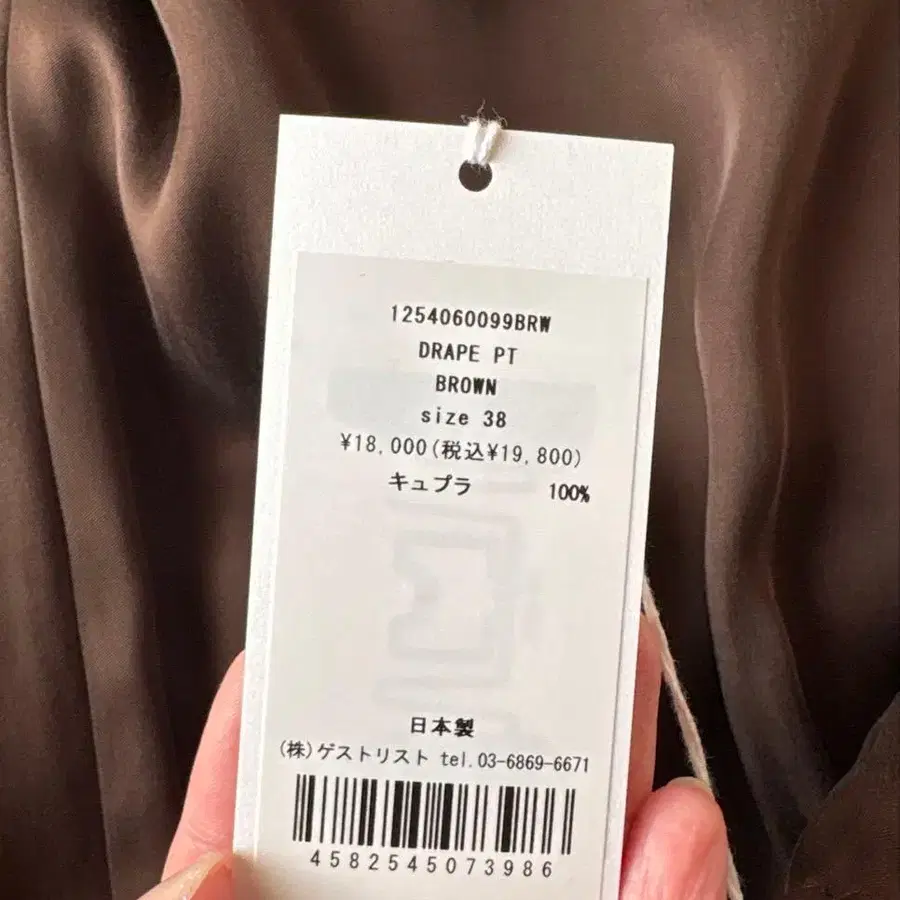 1254060099BRW
DRAPE PT
BROWN
size 38
¥18,000(税込¥19,800)
キュプラ 100%
日本製
(株)ゲストリスト tel.03-6869-6671
4582545073986